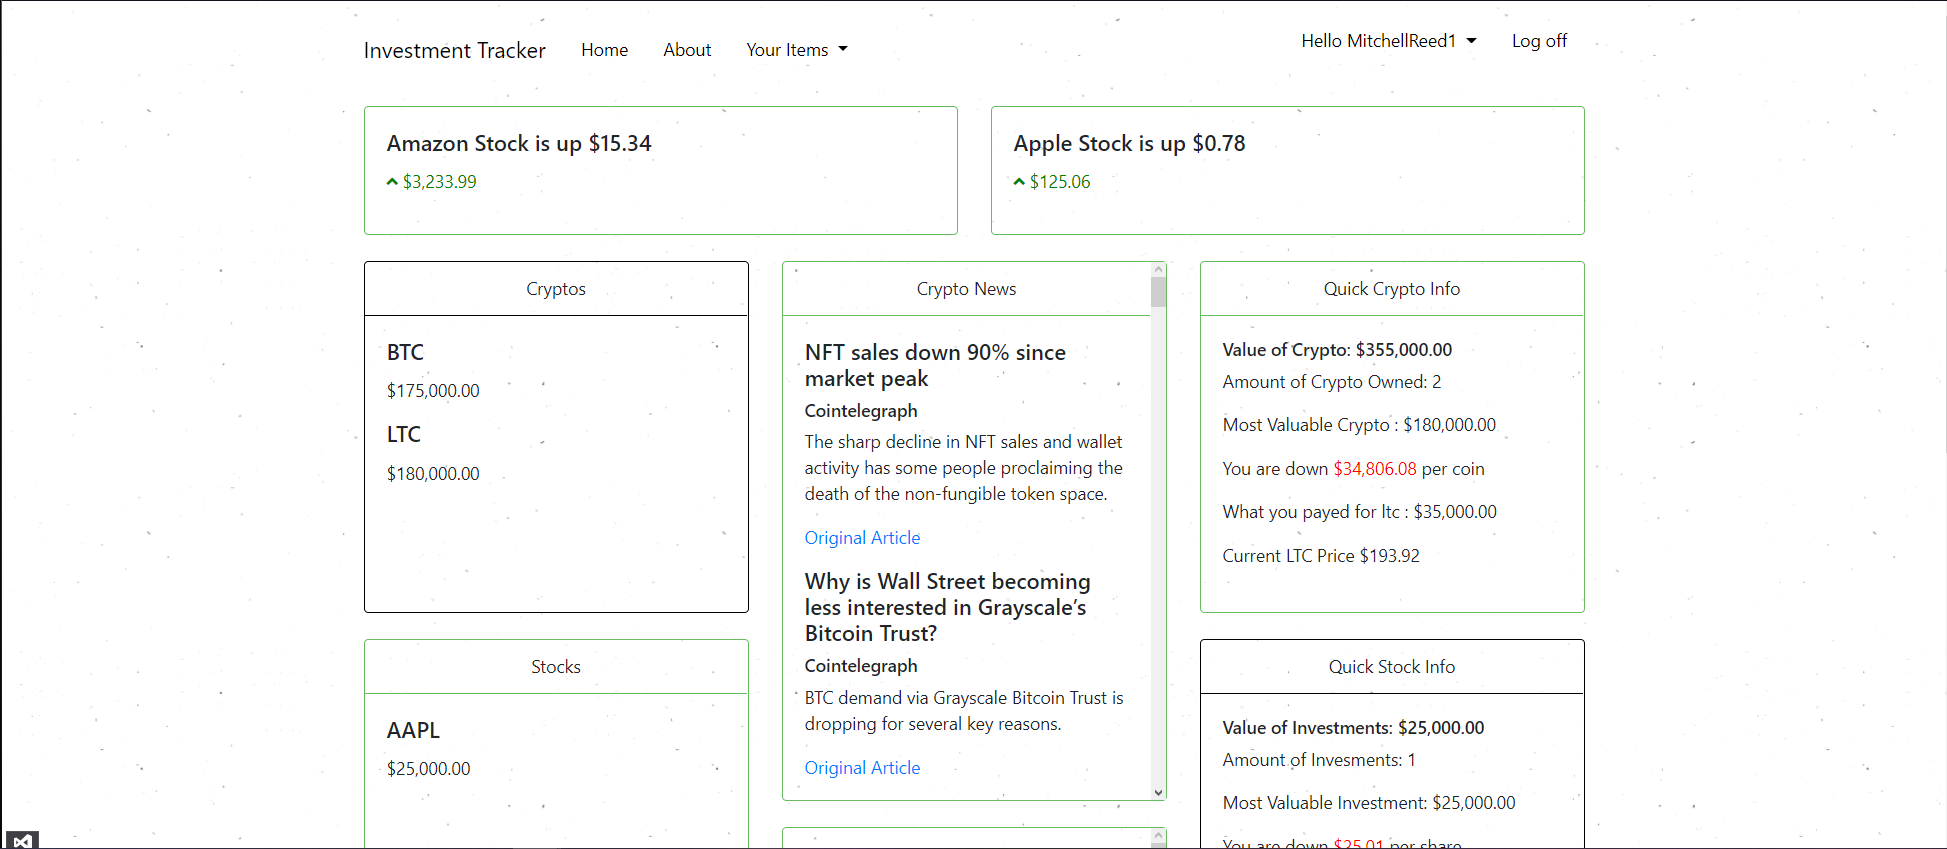 Investment Tracker Home About Your Items
Hello MitchellReed1 Log off
Amazon Stock is up $15.34
$3,233.99
Apple Stock is up $0.78
$125.06
Cryptos
BTC
$175,000.00
LTC
$180,000.00
Stocks
AAPL
$25,000.00
Crypto News
NFT sales down 90% since
market peak
Cointelegraph
The sharp decline in NFT sales and wallet
activity has some people proclaiming the
death of the non-fungible token space.
Original Article
Why is Wall Street becoming
less interested in Grayscale’s
Bitcoin Trust?
Cointelegraph
BTC demand via Grayscale Bitcoin Trust is
dropping for several key reasons.
Original Article
Quick Crypto Info
Value of Crypto: $355,000.00
Amount of Crypto Owned: 2
Most Valuable Crypto : $180,000.00
You are down $34,806.08 per coin
What you payed for ltc : $35,000.00
Current LTC Price $193.92
Quick Stock Info
Value of Investments: $25,000.00
Amount of Invesments: 1
Most Valuable Investment: $25,000.00
You are down $25.01 per share